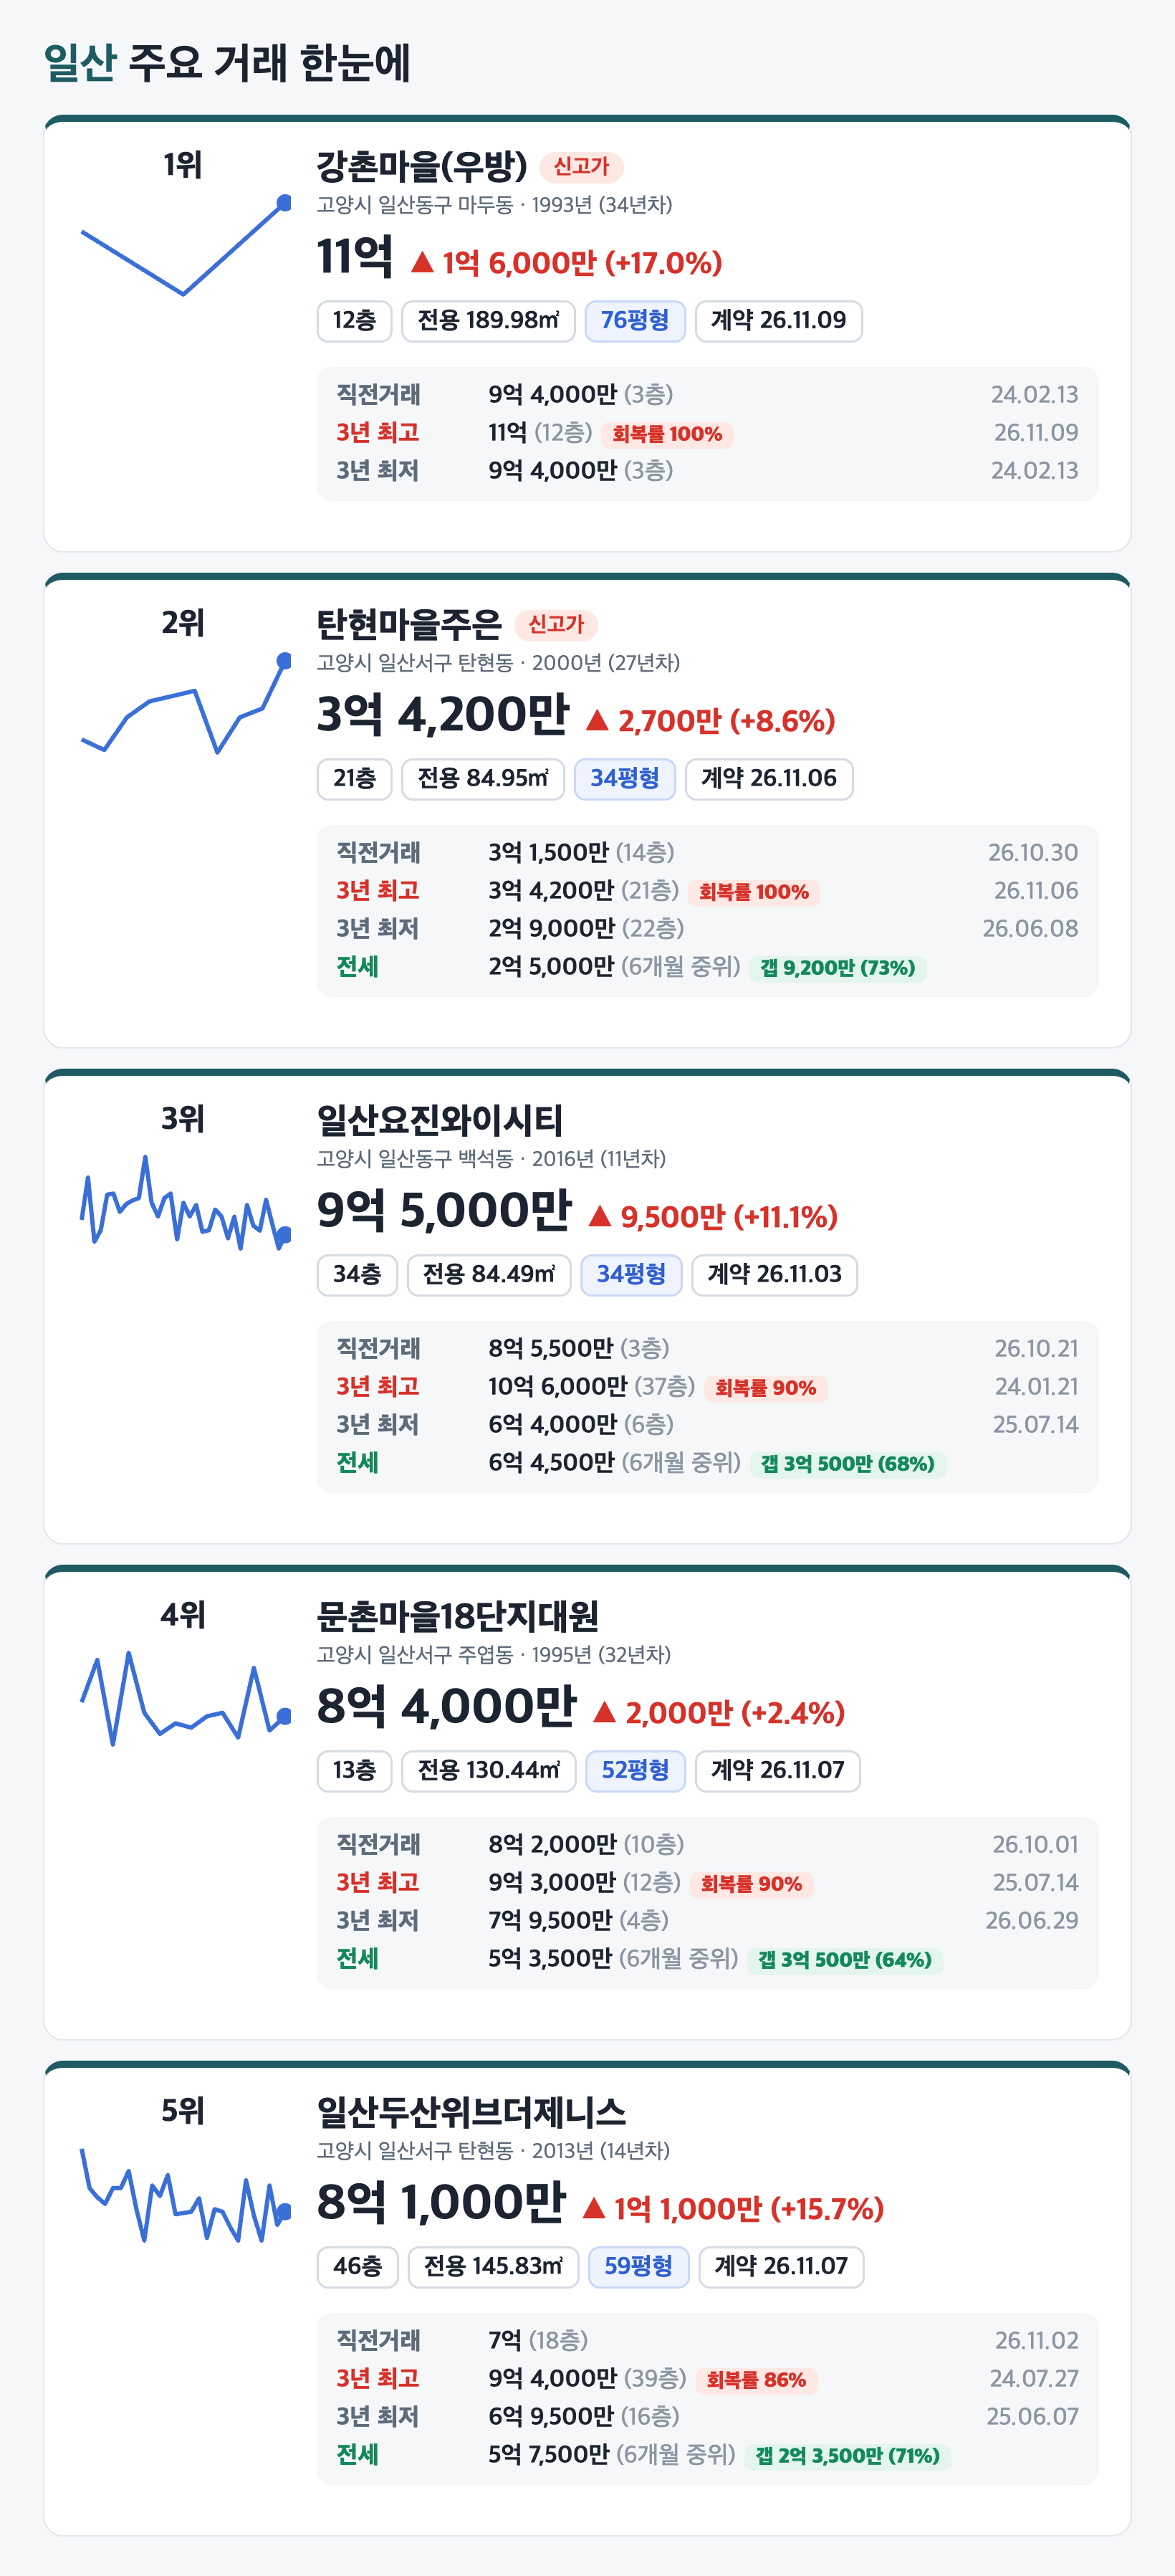 일산 주요 거래 한눈에
1위
강촌마을(우방) 신고가
고양시 일산동구 마두동 · 1993년 (34년차)
11억 ▲ 1억 6,000만 (+17.0%)
12층 전용 189.98㎡ 76평형 계약 26.11.09
직전거래 9억 4,000만 (3층) 24.02.13
3년 최고 11억 (12층) 회복률 100% 26.11.09
3년 최저 9억 4,000만 (3층) 24.02.13
2위
탄현마을주은 신고가
고양시 일산서구 탄현동 · 2000년 (27년차)
3억 4,200만 ▲ 2,700만 (+8.6%)
21층 전용 84.95㎡ 34평형 계약 26.11.06
직전거래 3억 1,500만 (14층) 26.10.30
3년 최고 3억 4,200만 (21층) 회복률 100% 26.11.06
3년 최저 2억 9,000만 (22층) 26.06.08
전세 2억 5,000만 (6개월 중위) 갭 9,200만 (73%)
3위
일산요진와이시티
고양시 일산동구 백석동 · 2016년 (11년차)
9억 5,000만 ▲ 9,500만 (+11.1%)
34층 전용 84.49㎡ 34평형 계약 26.11.03
직전거래 8억 5,500만 (3층) 26.10.21
3년 최고 10억 6,000만 (37층) 회복률 90% 24.01.21
3년 최저 6억 4,000만 (6층) 25.07.14
전세 6억 4,500만 (6개월 중위) 갭 3억 500만 (68%)
4위
문촌마을18단지대원
고양시 일산서구 주엽동 · 1995년 (32년차)
8억 4,000만 ▲ 2,000만 (+2.4%)
13층 전용 130.44㎡ 52평형 계약 26.11.07
직전거래 8억 2,000만 (10층) 26.10.01
3년 최고 9억 3,000만 (12층) 회복률 90% 25.07.14
3년 최저 7억 9,500만 (4층) 26.06.29
전세 5억 3,500만 (6개월 중위) 갭 3억 500만 (64%)
5위
일산두산위브더제니스
고양시 일산서구 탄현동 · 2013년 (14년차)
8억 1,000만 ▲ 1억 1,000만 (+15.7%)
46층 전용 145.83㎡ 59평형 계약 26.11.07
직전거래 7억 (18층) 26.11.02
3년 최고 9억 4,000만 (39층) 회복률 86% 24.07.27
3년 최저 6억 9,500만 (16층) 25.06.07
전세 5억 7,500만 (6개월 중위) 갭 2억 3,500만 (71%)